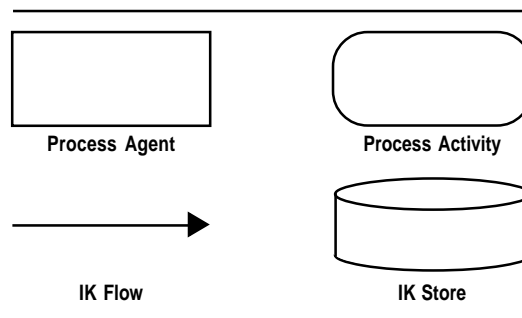 Process Agent
Process Activity
IK Flow
IK Store